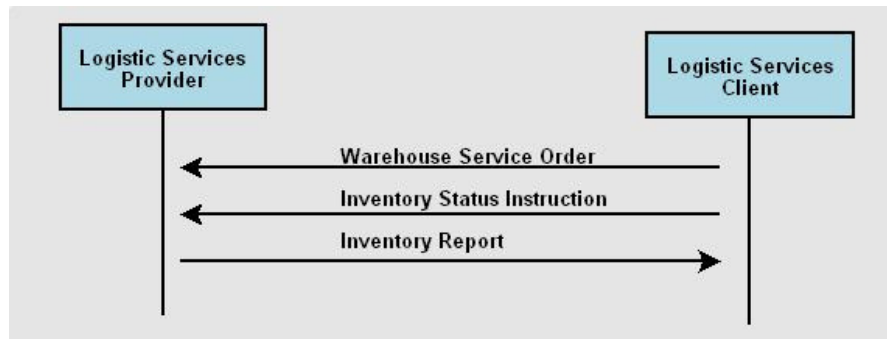 Logistic Services
Provider
Logistic Services
Client
Warehouse Service Order
Inventory Status Instruction
Inventory Report